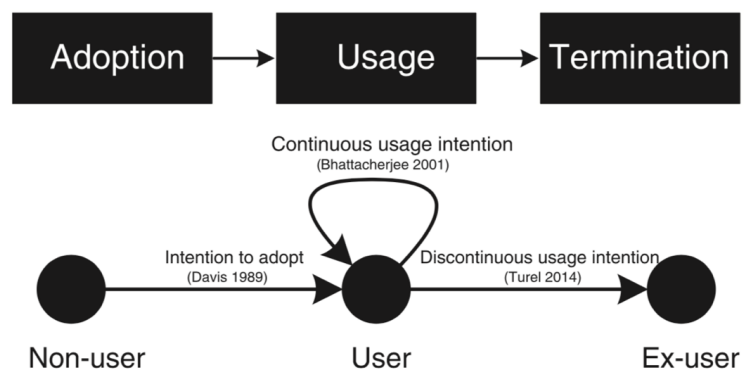 Adoption
Usage
Termination
Continuous usage intention
(Bhattacherjee 2001)
Intention to adopt
(Davis 1989)
Discontinuous usage intention
(Turel 2014)
Non-user
User
Ex-user